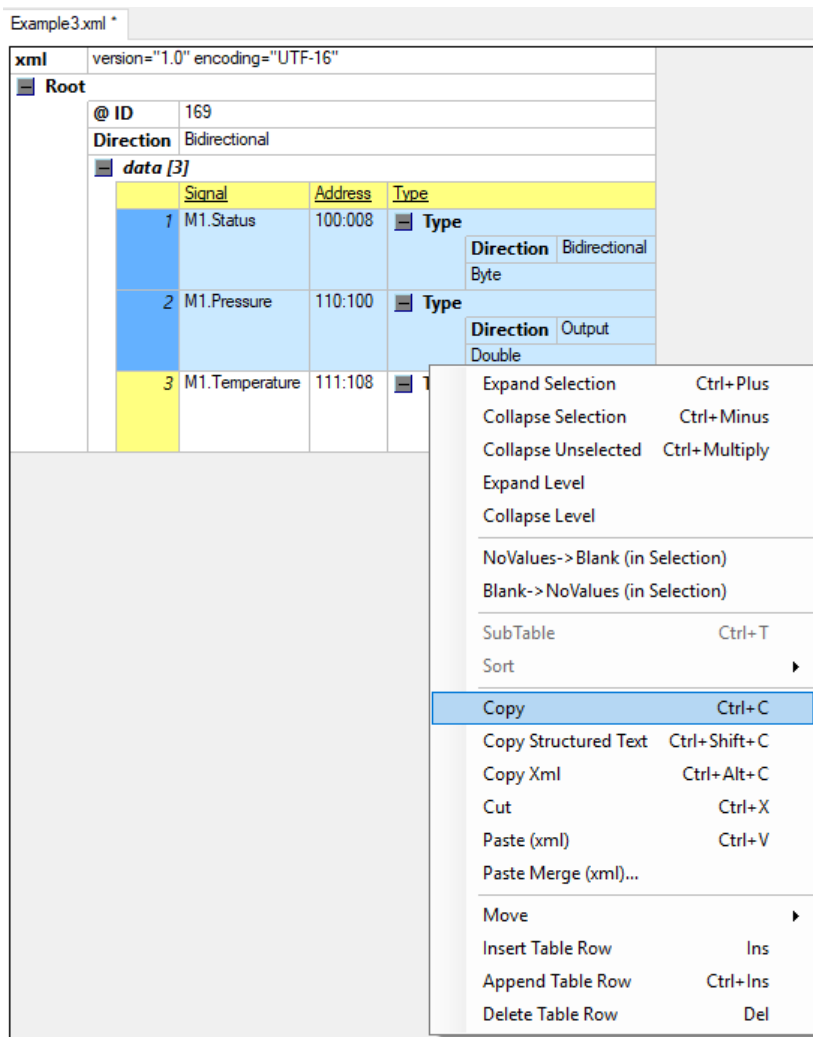 Example3.xml *
xml version="1.0" encoding="UTF-16"
Root
@ ID 169
Direction Bidirectional
data [3]
Signal Address Type
1 M1.Status 100:008 Type
Direction Bidirectional
Byte
2 M1.Pressure 110:100 Type
Direction Output
Double
3 M1.Temperature 111:108
Expand Selection Ctrl+Plus
Collapse Selection Ctrl+Minus
Collapse Unselected Ctrl+Multiply
Expand Level
Collapse Level
NoValues->Blank (in Selection)
Blank->NoValues (in Selection)
SubTable Ctrl+T
Sort
Copy Ctrl+C
Copy Structured Text Ctrl+Shift+C
Copy Xml Ctrl+Alt+C
Cut Ctrl+X
Paste (xml) Ctrl+V
Paste Merge (xml)...
Move
Insert Table Row Ins
Append Table Row Ctrl+Ins
Delete Table Row Del